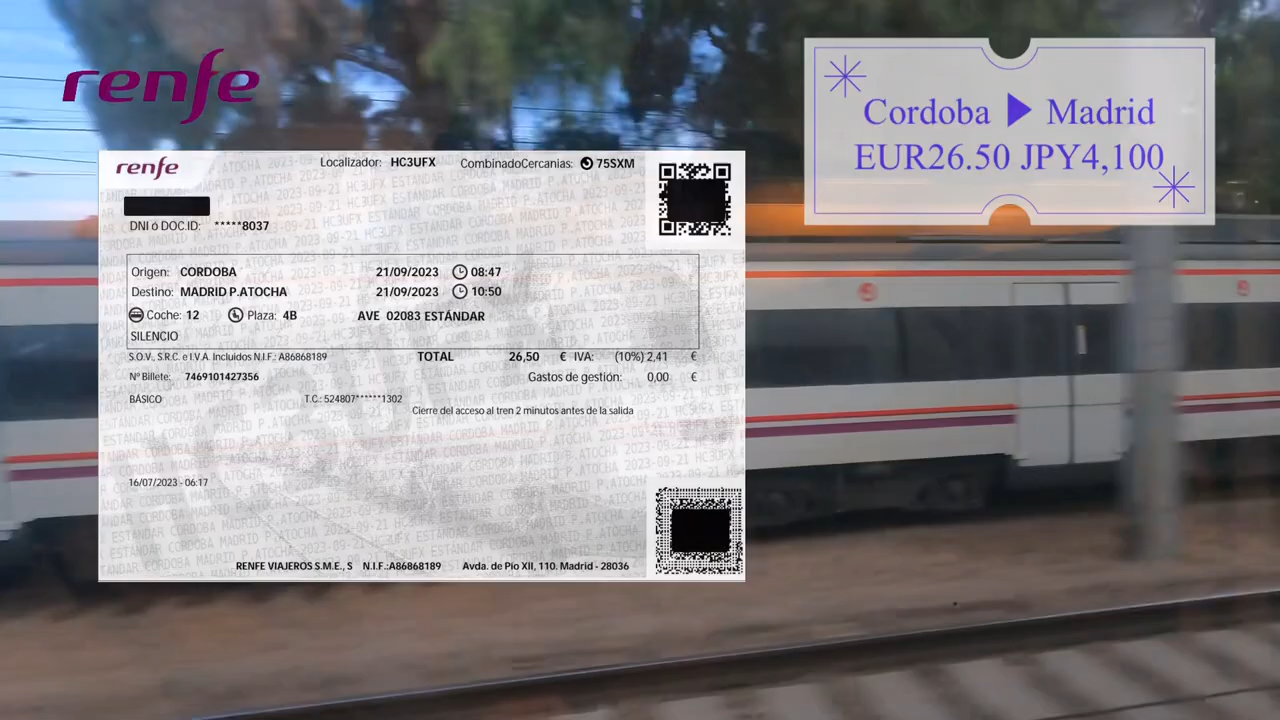 renfe
Cordoba ▶ Madrid
EUR26.50 JPY4,100
renfe Localizador: HC3UFX CombinadoCercanias: 75SXM
DNI ó DOC.ID: *****8037
Origen: CORDOBA 21/09/2023 08:47
Destino: MADRID P.ATOCHA 21/09/2023 10:50
Coche: 12 Plaza: 4B AVE 02083 ESTÁNDAR
SILENCIO
S.O.V., S.R.C. e I.V.A. Incluidos N.I.F.: A86868189 TOTAL 26,50 € IVA: (10%) 2,41 €
Nº Billete: 7469101427356 Gastos de gestión: 0,00 €
BÁSICO T.C.: 524807******1302
Cierre del acceso al tren 2 minutos antes de la salida
16/07/2023 - 06:17
RENFE VIAJEROS S.M.E., S N.I.F.:A86868189 Avda. de Pío XII, 110. Madrid - 28036